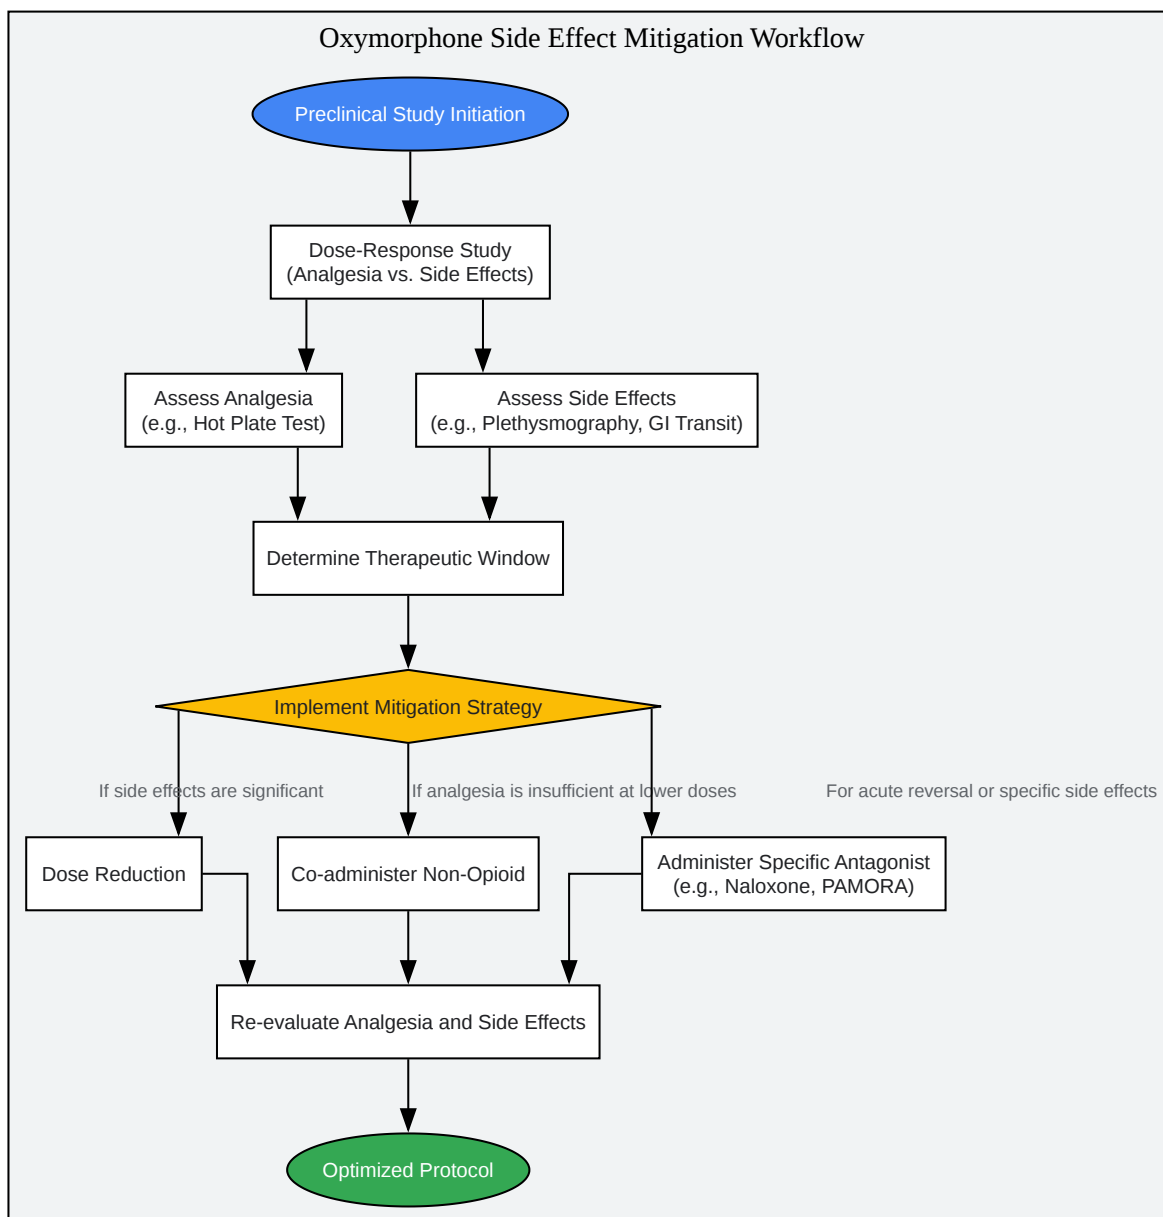 Oxymorphone Side Effect Mitigation Workflow
Preclinical Study Initiation
Dose-Response Study
(Analgesia vs. Side Effects)
Assess Analgesia
(e.g., Hot Plate Test)
Assess Side Effects
(e.g., Plethysmography, GI Transit)
Determine Therapeutic Window
Implement Mitigation Strategy
If side effects are significant
If analgesia is insufficient at lower doses
For acute reversal or specific side effects
Dose Reduction
Co-administer Non-Opioid
Administer Specific Antagonist
(e.g., Naloxone, PAMORA)
Re-evaluate Analgesia and Side Effects
Optimized Protocol